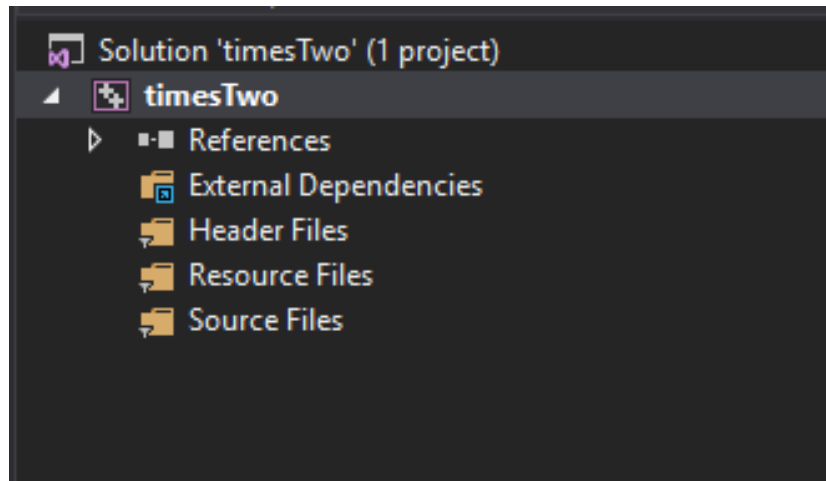 Solution 'timesTwo' (1 project)
timesTwo
References
External Dependencies
Header Files
Resource Files
Source Files